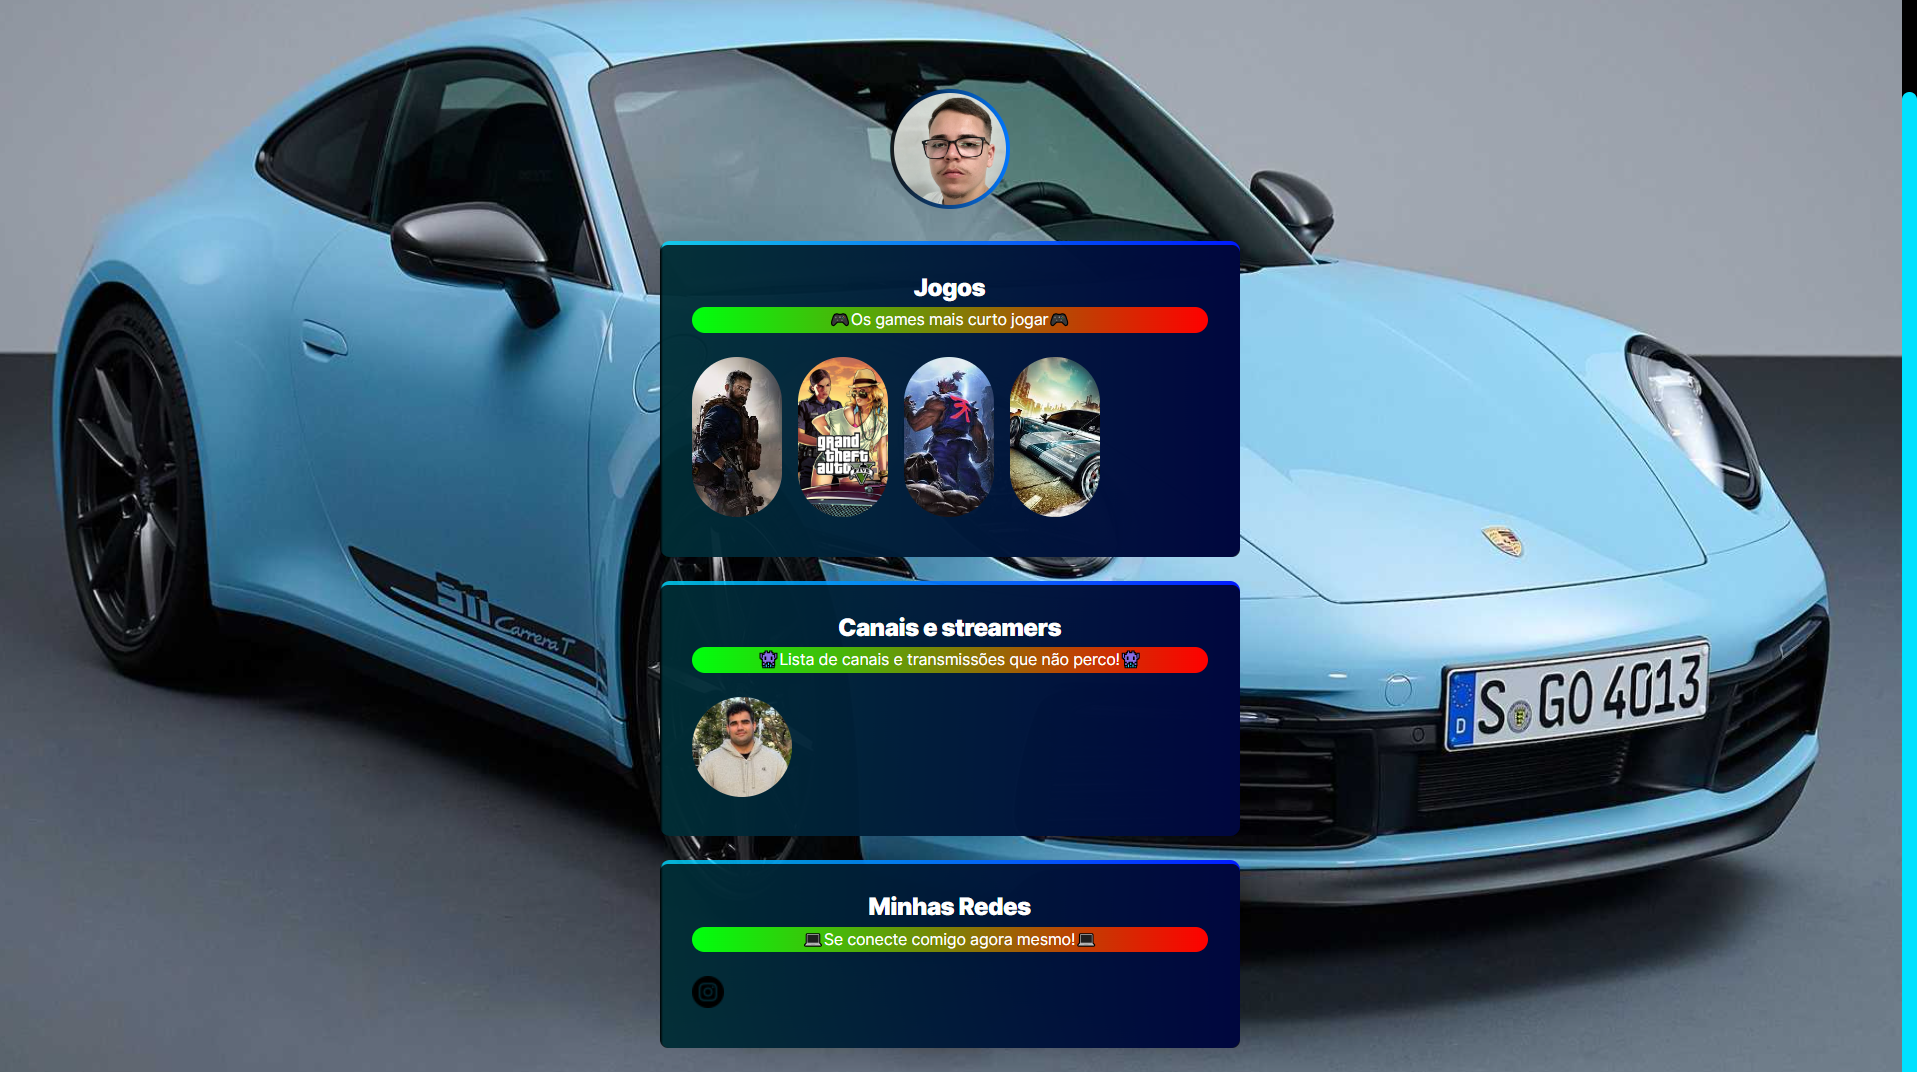 Jogos
🎮Os games mais curto jogar🎮
grand
theft
auto
V
911
Carrera T
Canais e streamers
👾Lista de canais e transmissões que não perco!👾
D
S GO 4013
Minhas Redes
💻Se conecte comigo agora mesmo!💻